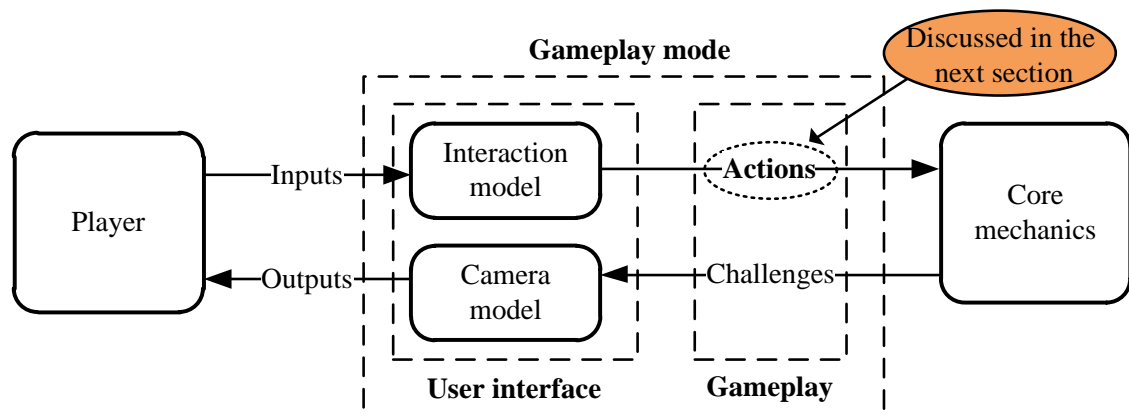 Gameplay mode
Discussed in the
next section
Player
Inputs
Interaction
model
Actions
Core
mechanics
Outputs
Camera
model
Challenges
User interface
Gameplay